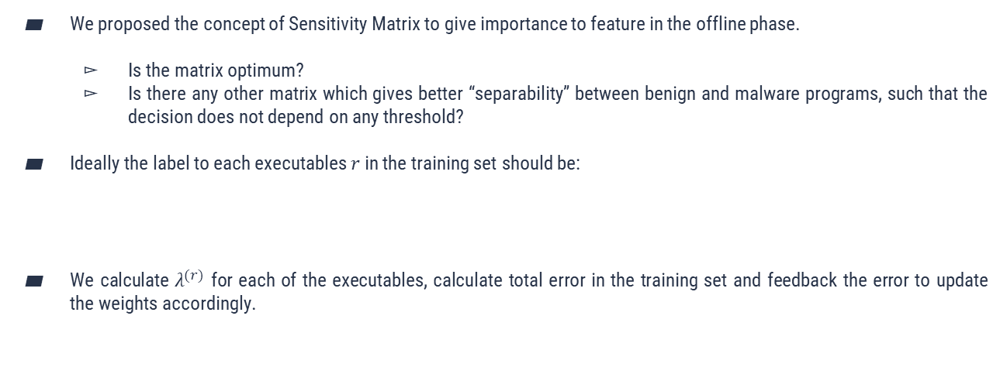 We proposed the concept of Sensitivity Matrix to give importance to feature in the offline phase.
Is the matrix optimum?
Is there any other matrix which gives better “separability” between benign and malware programs, such that the
decision does not depend on any threshold?
Ideally the label to each executables r in the training set should be:
We calculate λ^(r) for each of the executables, calculate total error in the training set and feedback the error to update
the weights accordingly.